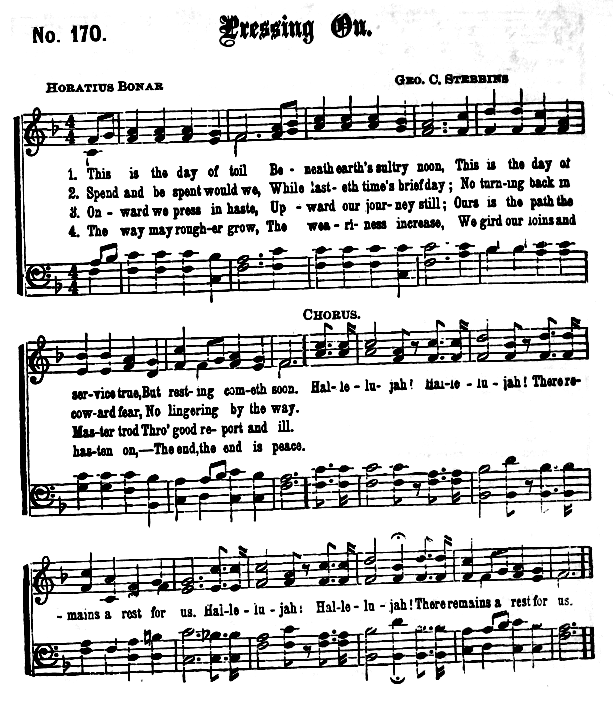 No. 170.
Pressing On.
HORATIUS BONAR
GEO. C. STEBBINS
1. This is the day of toil Be - neath earth's sultry noon, This is the day of
2. Spend and be spent would we, While last - eth time's brief day; No turn-ing back in
3. On - ward we press in haste, Up - ward our jour-ney still; Ours is the path the
4. The way may rough-er grow, The wea - ri - ness increase, We gird our loins and
CHORUS.
ser-vice true, But rest-ing com-eth soon. Hal- le - lu - jah! Hal-le - lu - jah! There re-
cow-ard fear, No lingering by the way.
Mas-ter trod Thro' good re- port and ill.
has-ten on,—The end, the end is peace.
- mains a rest for us. Hal-le - lu - jah! Hal-le - lu - jah! There remains a rest for us.